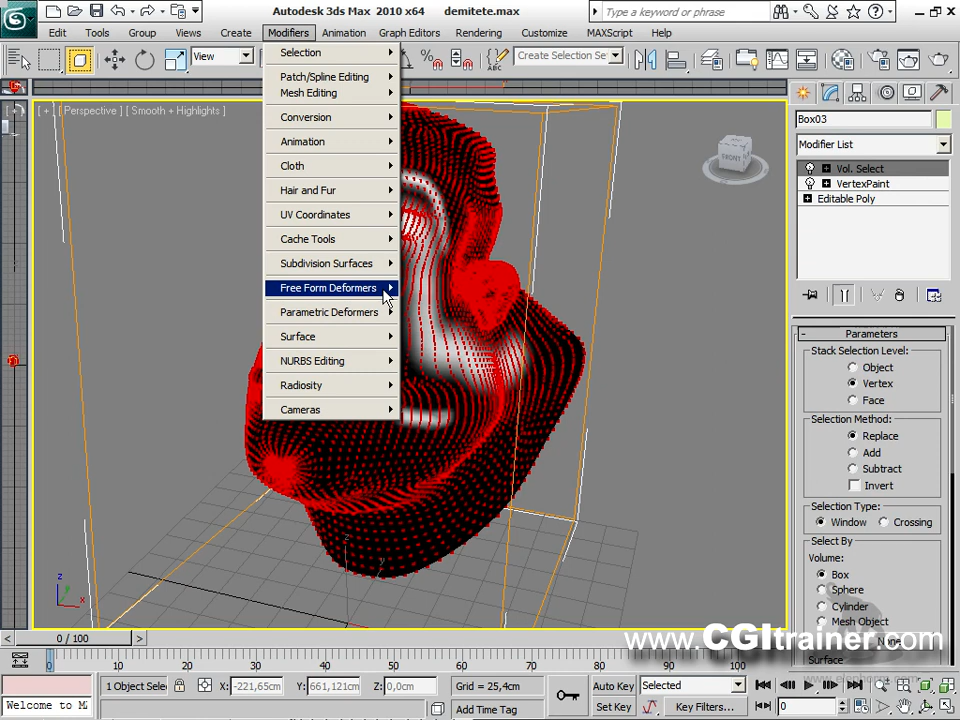 Autodesk 3ds Max 2010 x64 demitete.max
Type a keyword or phrase
Edit Tools Group Views Create Modifiers Animation Graph Editors Rendering Customize MAXScript Help
View
Create Selection Se
[ + ] [ Perspective ] [ Smooth + Highlights ]
FRONT
Selection
Patch/Spline Editing
Mesh Editing
Conversion
Animation
Cloth
Hair and Fur
UV Coordinates
Cache Tools
Subdivision Surfaces
Free Form Deformers
Parametric Deformers
Surface
NURBS Editing
Radiosity
Cameras
Box03
Modifier List
Vol. Select
VertexPaint
Editable Poly
Parameters
Stack Selection Level:
Object
Vertex
Face
Selection Method:
Replace
Add
Subtract
Invert
Selection Type:
Window Crossing
Select By
Volume:
Box
Sphere
Cylinder
Mesh Object
None
Surface
z
y
z
x
www.CGItrainer.com
0 / 100
0 10 20 30 40 50 60 70 80 90 100
1 Object Selec X: -221,65cm Y: 661,121cm Z: 0,0cm Grid = 25,4cm Auto Key Selected
Welcome to M Add Time Tag Set Key Key Filters... 0